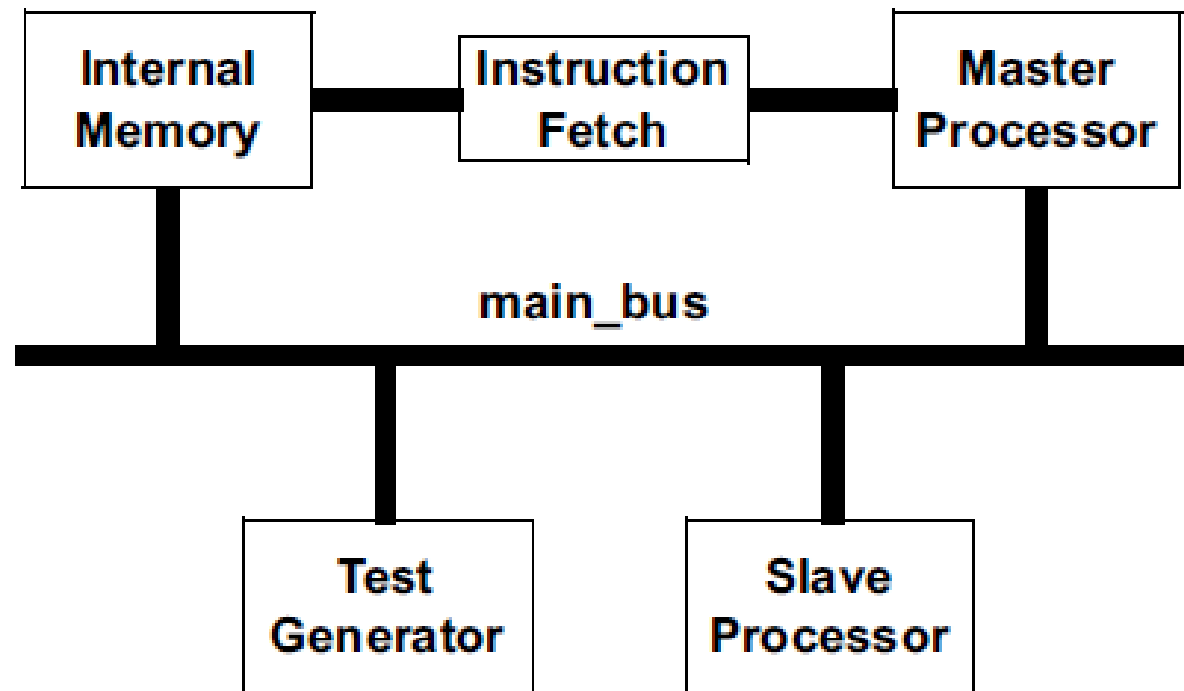 Internal
Memory
Instruction
Fetch
Master
Processor
main_bus
Test
Generator
Slave
Processor